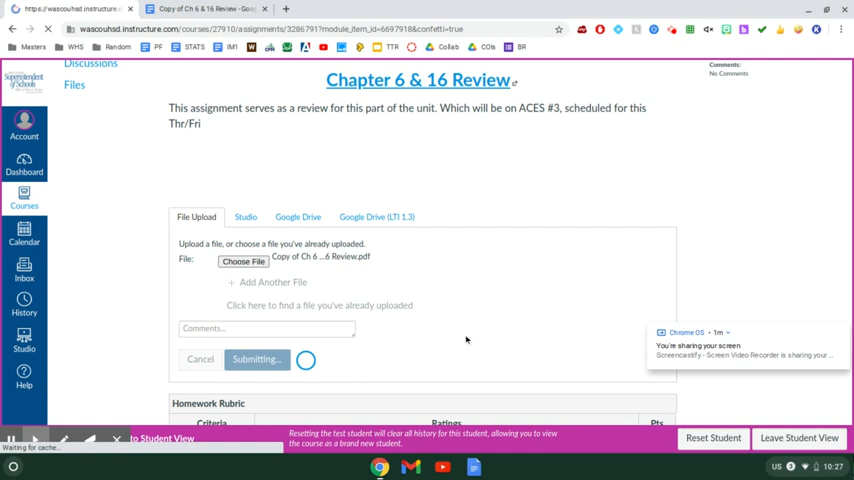 https://wascouhsd.instructure.co
Copy of Ch 6 & 16 Review - Goog
wascouhsd.instructure.com/courses/27910/assignments/3286791?module_item_id=6697918&confetti=true
Masters
WHS
Random
PF
STATS
IM1
TTR
Collab
COIs
BR
Superintendent
of Schools
Account
Dashboard
Courses
Calendar
Inbox
History
Studio
Help
Discussions
Files
Comments:
No Comments
Chapter 6 & 16 Review
This assignment serves as a review for this part of the unit. Which will be on ACES #3, scheduled for this
Thr/Fri
File Upload
Studio
Google Drive
Google Drive (LTI 1.3)
Upload a file, or choose a file you've already uploaded.
File:
Choose File
Copy of Ch 6 ...6 Review.pdf
+ Add Another File
Click here to find a file you've already uploaded
Comments...
Cancel
Submitting...
Chrome OS • 1m
You're sharing your screen
Screencastify - Screen Video Recorder is sharing your...
Homework Rubric
Criteria
Ratings
Pts
to Student View
Resetting the test student will clear all history for this student, allowing you to view
the course as a brand new student.
Reset Student
Leave Student View
Waiting for cache...
US
3
10:27